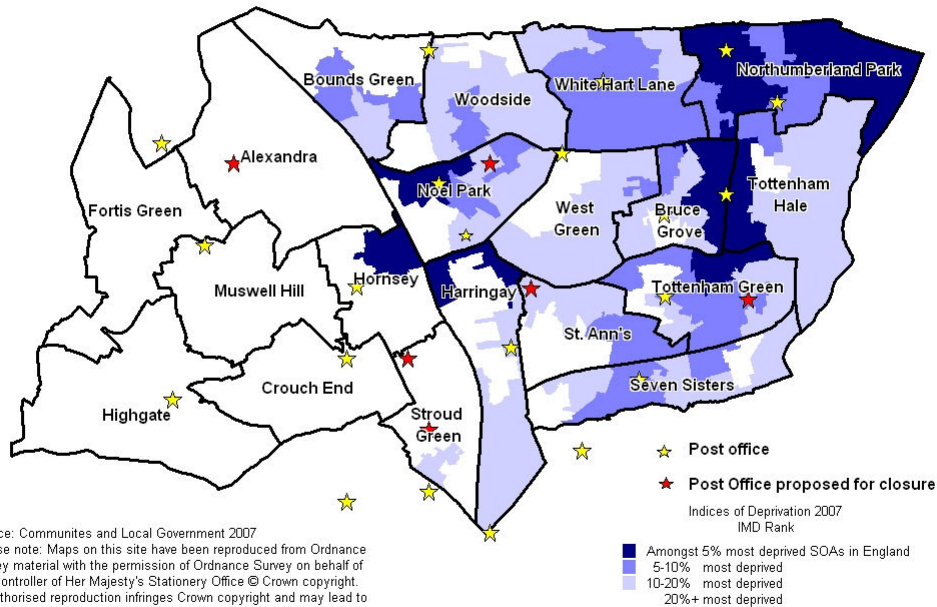 Bounds Green
Woodside
White Hart Lane
Northumberland Park
Alexandra
Fortis Green
Noel Park
West
Green
Bruce
Grove
Tottenham
Hale
Muswell Hill
Hornsey
Harringay
Tottenham Green
St. Ann's
Seven Sisters
Highgate
Crouch End
Stroud
Green
Post office
Post Office proposed for closure
Indices of Deprivation 2007
IMD Rank
Amongst 5% most deprived SOAs in England
5-10% most deprived
10-20% most deprived
20%+ most deprived
ce: Communites and Local Government 2007
se note: Maps on this site have been reproduced from Ordnance
ey material with the permission of Ordnance Survey on behalf of
ontroller of Her Majesty's Stationery Office © Crown copyright.
uthorised reproduction infringes Crown copyright and may lead to